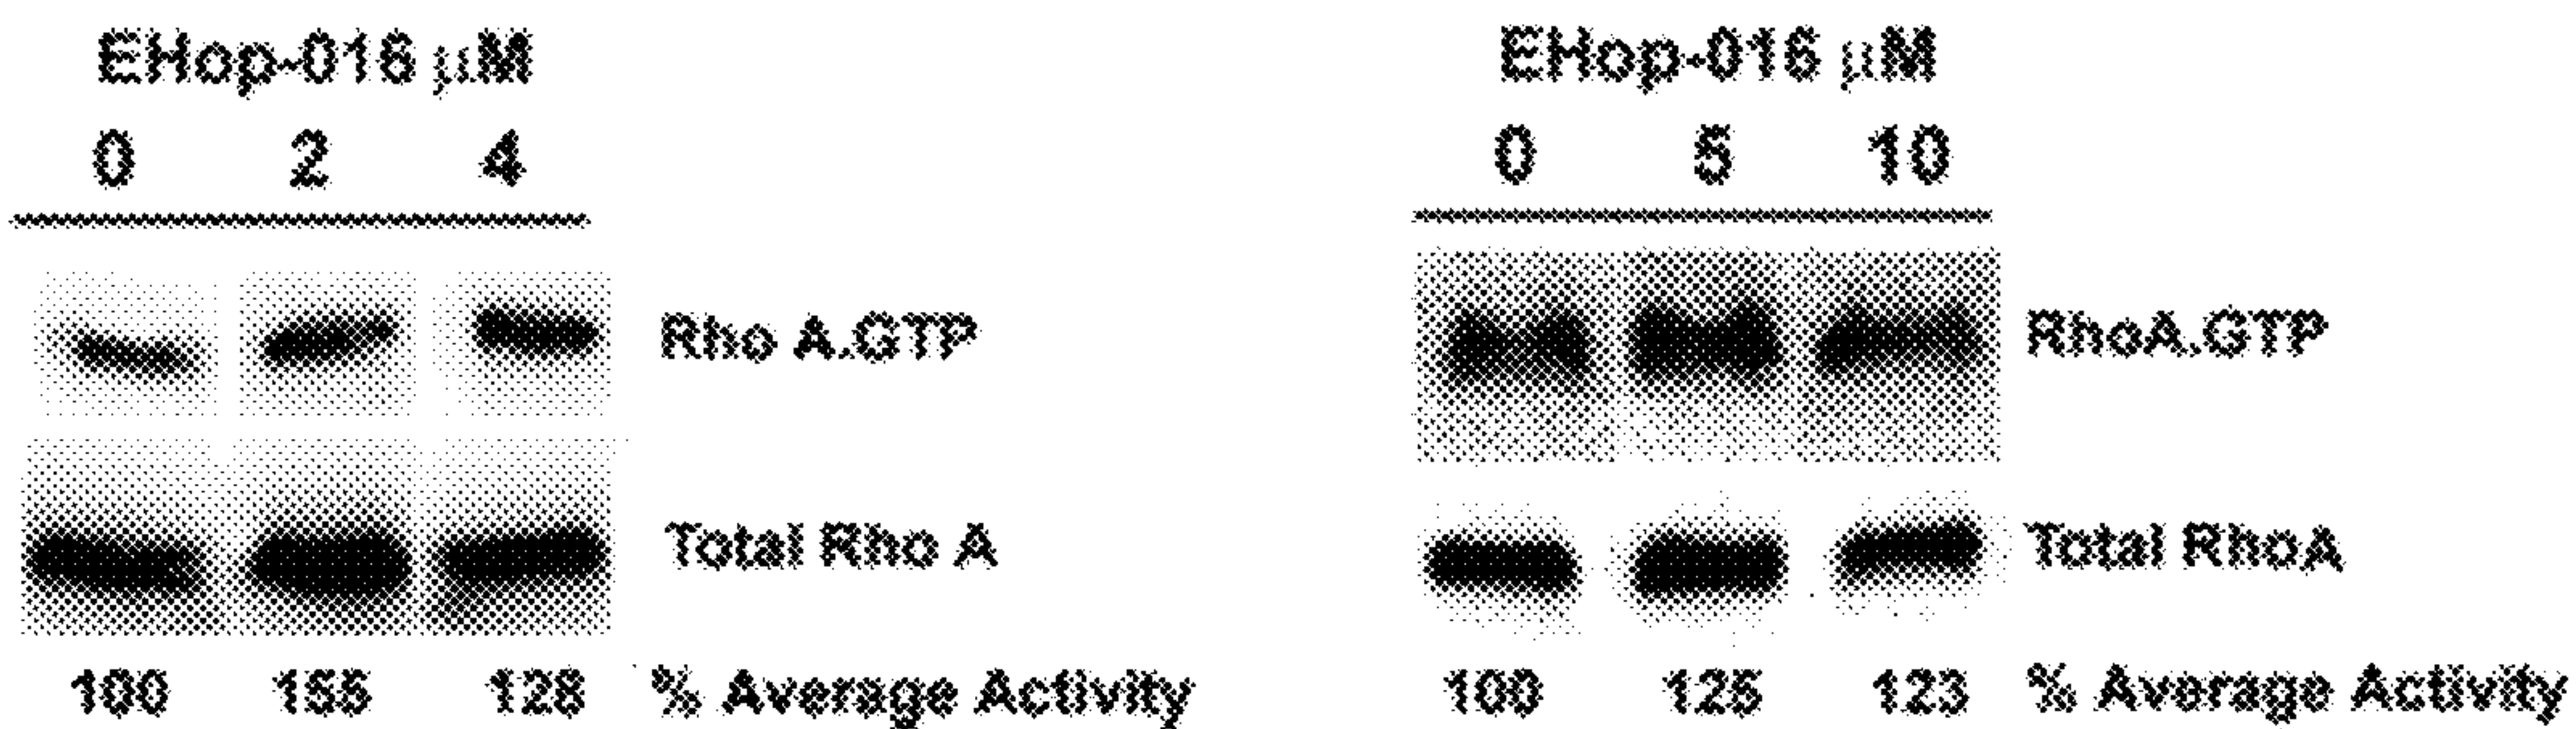 EHop-016 µM
0 2 4
Rho A.GTP
Total Rho A
100 155 128 % Average Activity
EHop-016 µM
0 5 10
RhoA.GTP
Total RhoA
100 125 123 % Average Activity